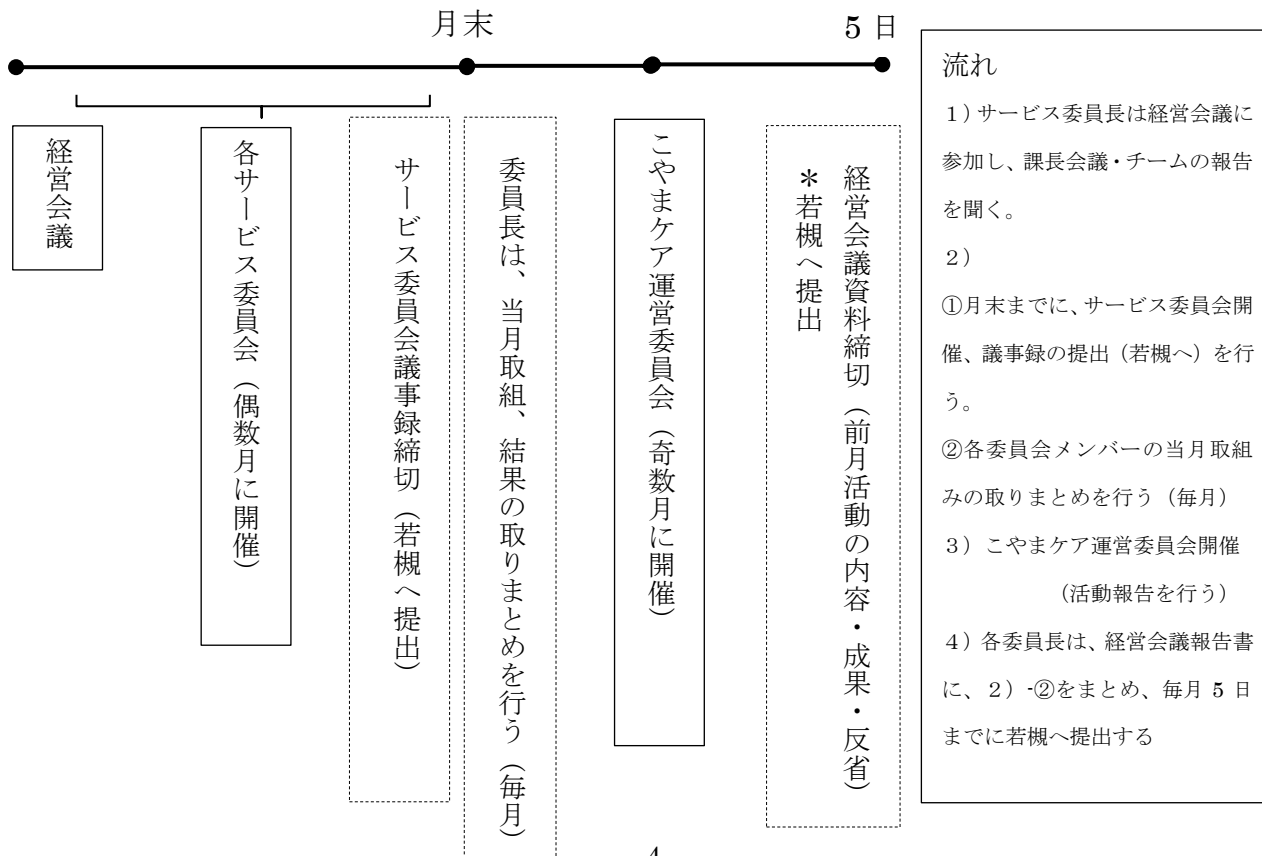 月末
5 日
経営会議
各サービス委員会（偶数月に開催）
サービス委員会議事録締切（若槻へ提出）
委員長は、当月取組、結果の取りまとめを行う（毎月）
こやまケア運営委員会（奇数月に開催）
経営会議資料締切（前月活動の内容・成果・反省）
＊若槻へ提出
流れ
1）サービス委員長は経営会議に
参加し、課長会議・チームの報告
を聞く。
2）
①月末までに、サービス委員会開
催、議事録の提出（若槻へ）を行
う。
②各委員会メンバーの当月取組
みの取りまとめを行う（毎月）
3）こやまケア運営委員会開催
（活動報告を行う）
4）各委員長は、経営会議報告書
に、2）-②をまとめ、毎月 5 日
までに若槻へ提出する